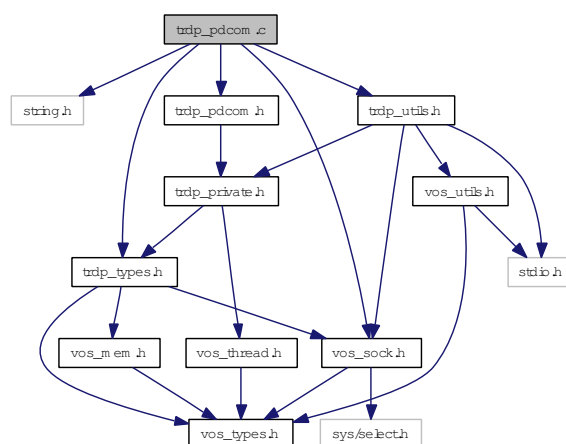 trdp_pdcom.c
string.h
trdp_pdcom.h
trdp_utils.h
trdp_private.h
vos_utils.h
trdp_types.h
stdio.h
vos_mem.h
vos_thread.h
vos_sock.h
vos_types.h
sys/select.h